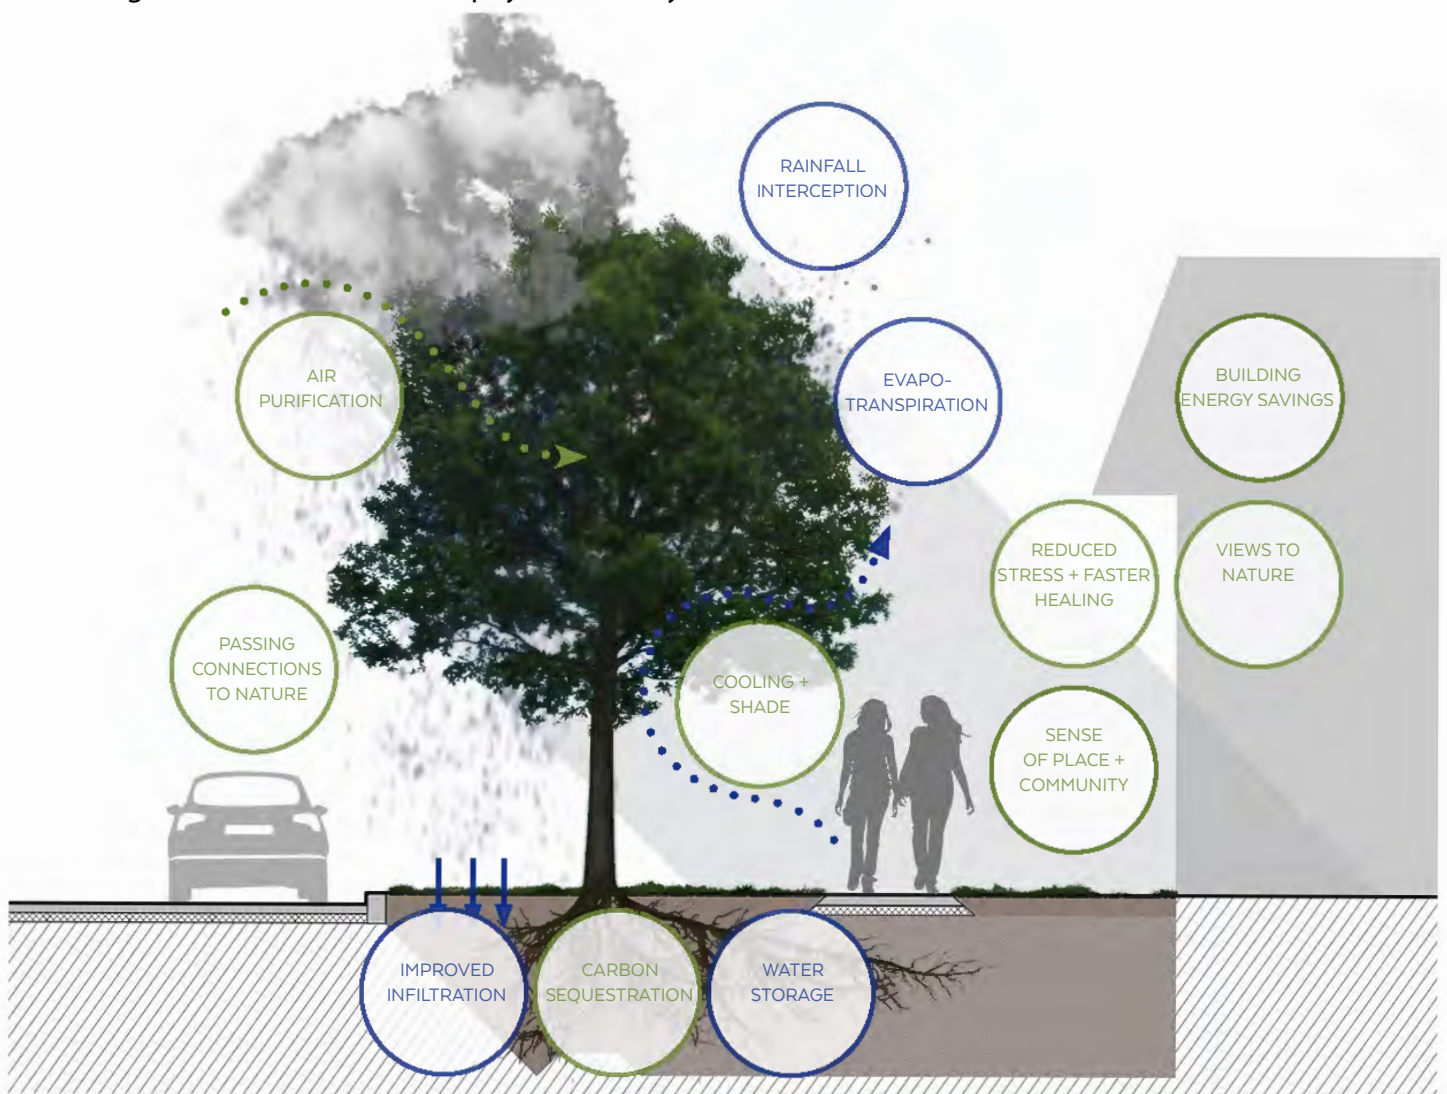 RAINFALL
INTERCEPTION
AIR
PURIFICATION
EVAPO-
TRANSPIRATION
BUILDING
ENERGY SAVINGS
REDUCED
STRESS + FASTER
HEALING
VIEWS TO
NATURE
PASSING
CONNECTIONS
TO NATURE
COOLING +
SHADE
SENSE
OF PLACE +
COMMUNITY
IMPROVED
INFILTRATION
CARBON
SEQUESTRATION
WATER
STORAGE